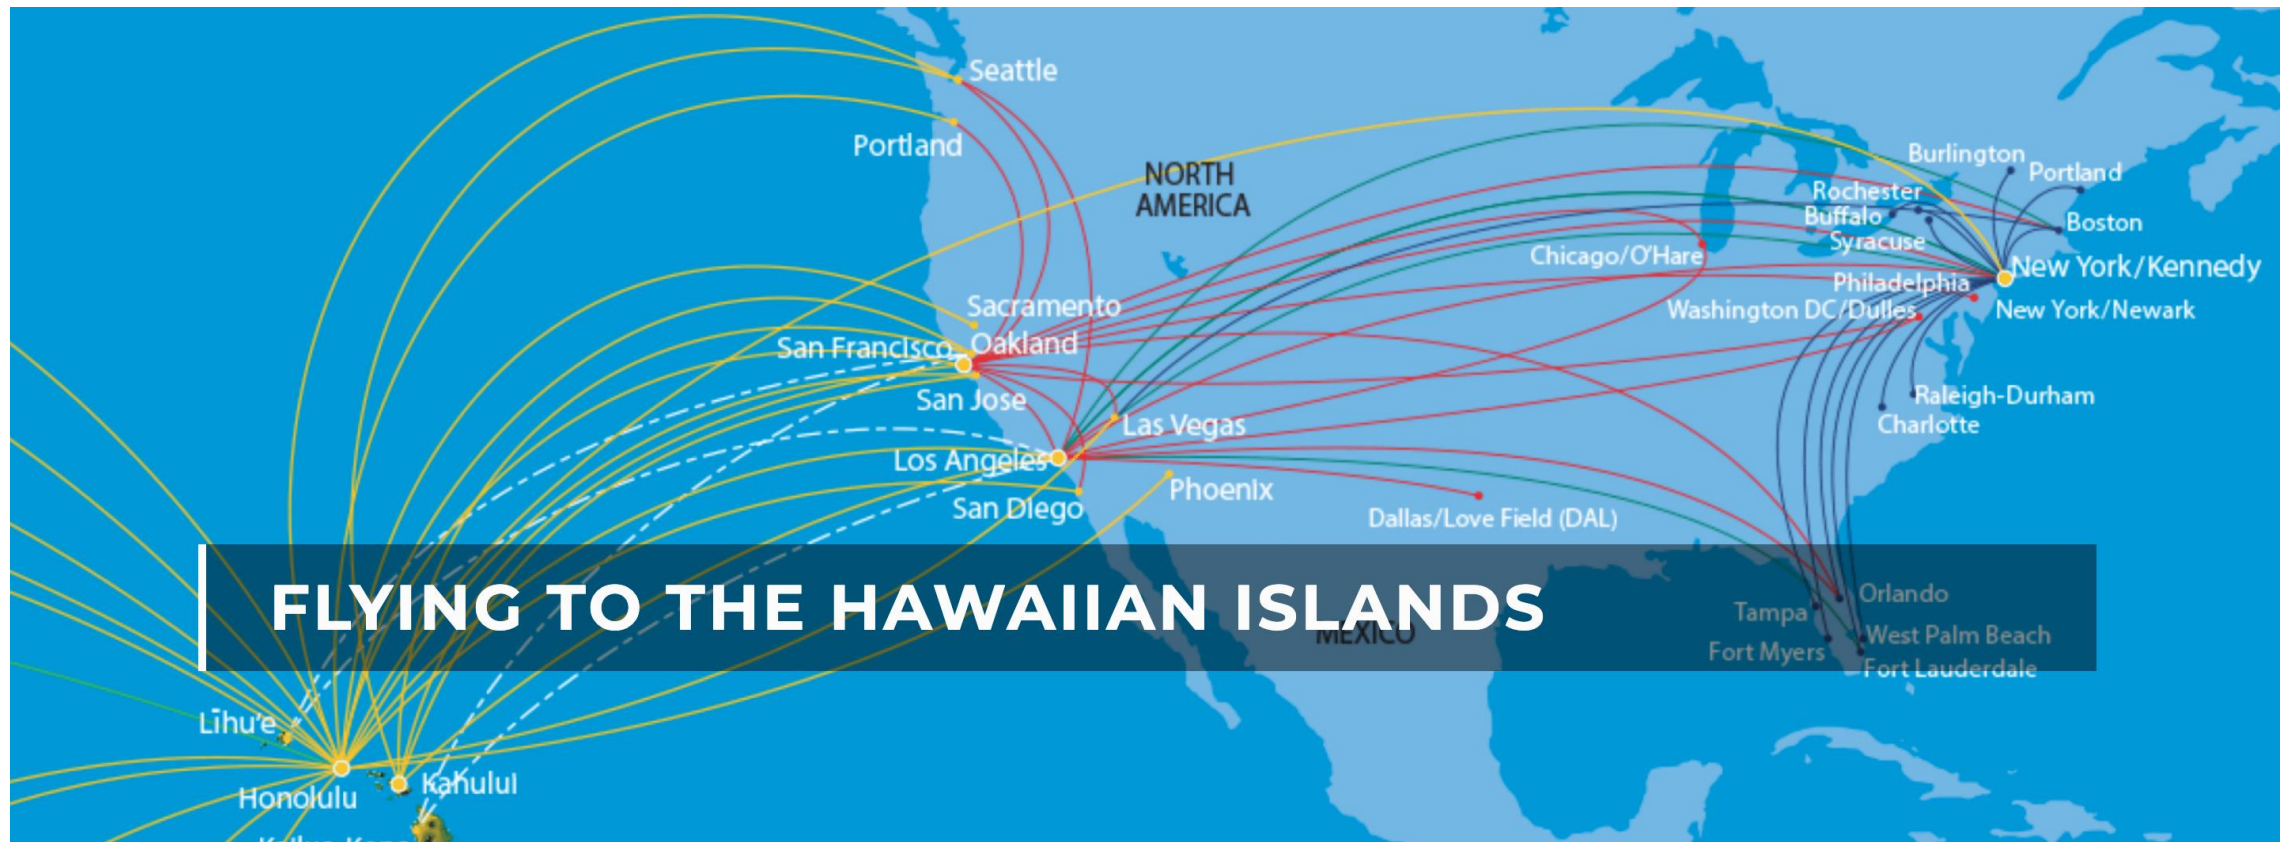 Seattle
Portland
NORTH
AMERICA
Burlington
Portland
Rochester
Buffalo
Boston
Syracuse
Chicago/O'Hare
New York/Kennedy
Philadelphia
Washington DC/Dulles
New York/Newark
Sacramento
San Francisco
Oakland
San Jose
Raleigh-Durham
Las Vegas
Charlotte
Los Angeles
Phoenix
San Diego
Dallas/Love Field (DAL)
FLYING TO THE HAWAIIAN ISLANDS
MEXICO
Orlando
Tampa
West Palm Beach
Fort Myers
Fort Lauderdale
Līhu'e
Kahului
Honolulu